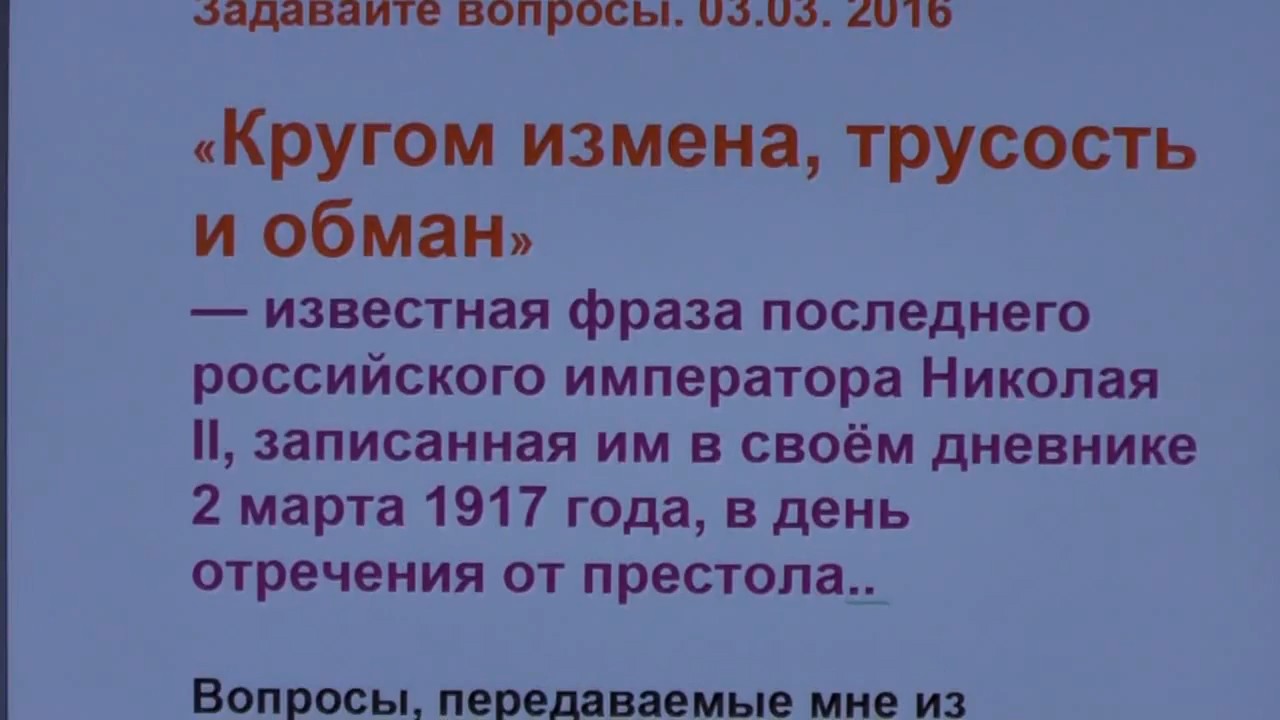 Задавайте вопросы. 03.03. 2016
«Кругом измена, трусость
и обман»
— известная фраза последнего
российского императора Николая
II, записанная им в своём дневнике
2 марта 1917 года, в день
отречения от престола..
Вопросы, передаваемые мне из